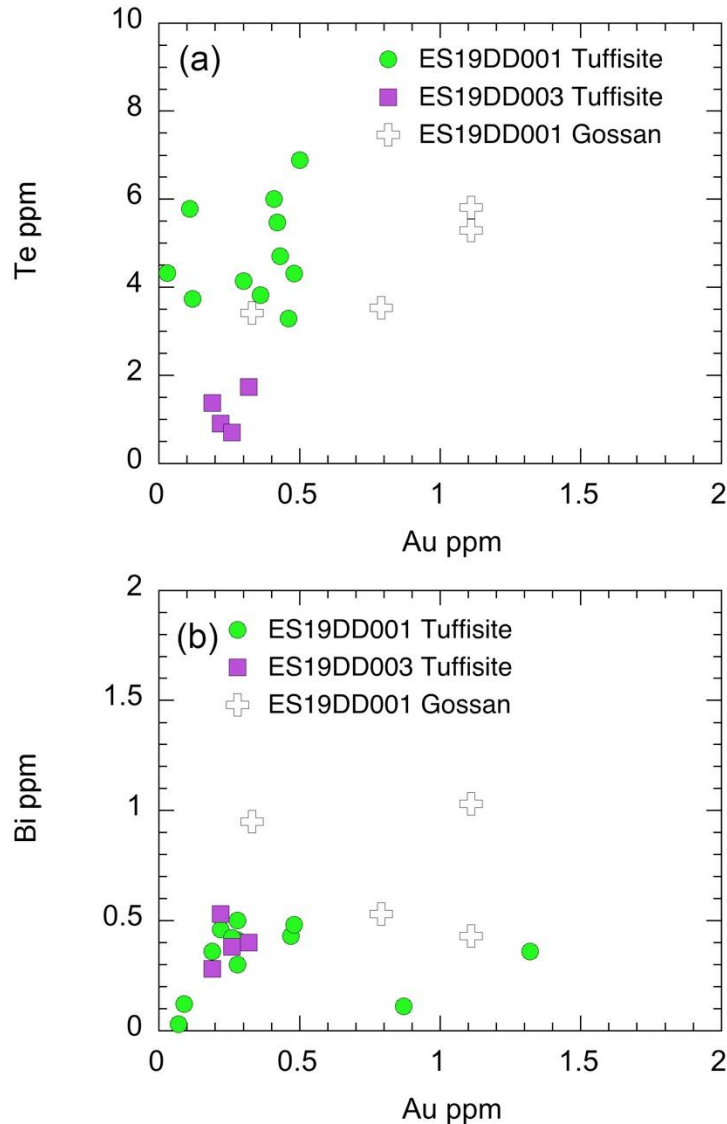 10
(a)
ES19DD001 Tuffisite
ES19DD003 Tuffisite
ES19DD001 Gossan
8
6
4
2
0
Te ppm
0 0.5 1 1.5 2
Au ppm
2
(b)
ES19DD001 Tuffisite
ES19DD003 Tuffisite
ES19DD001 Gossan
1.5
1
0.5
0
Bi ppm
0 0.5 1 1.5 2
Au ppm